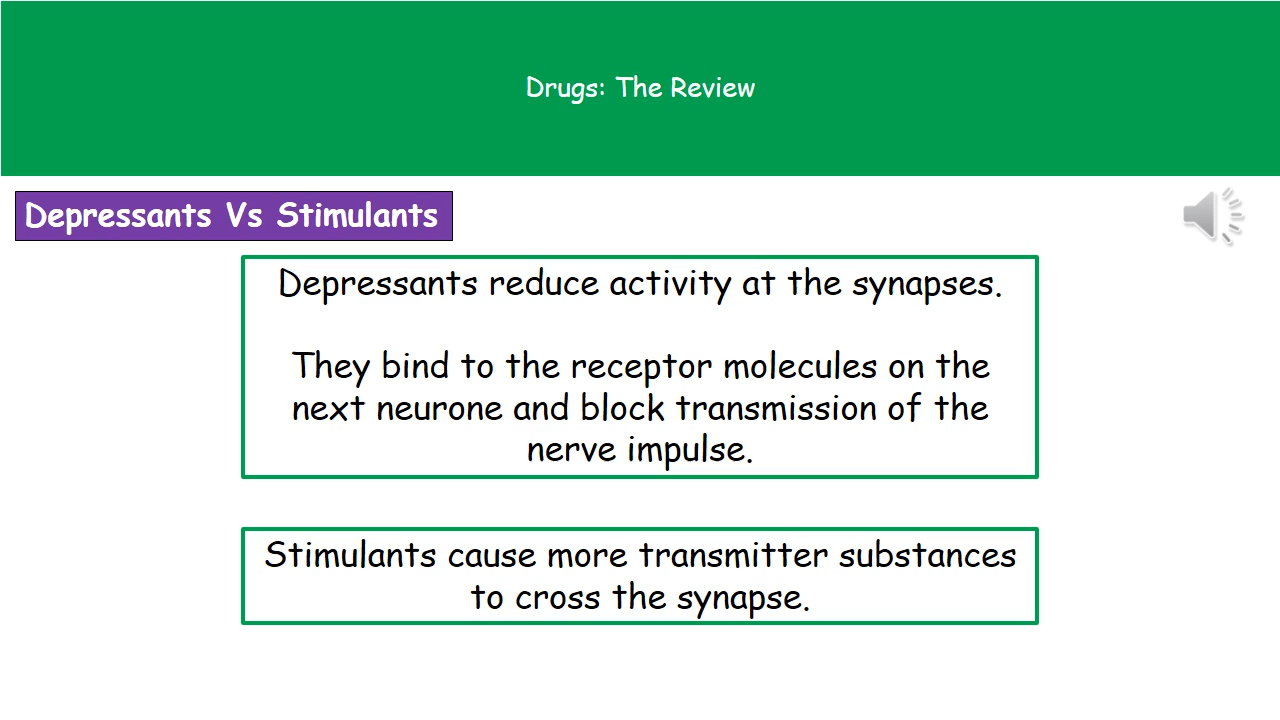 Drugs: The Review
Depressants Vs Stimulants
Depressants reduce activity at the synapses.
They bind to the receptor molecules on the
next neurone and block transmission of the
nerve impulse.
Stimulants cause more transmitter substances
to cross the synapse.